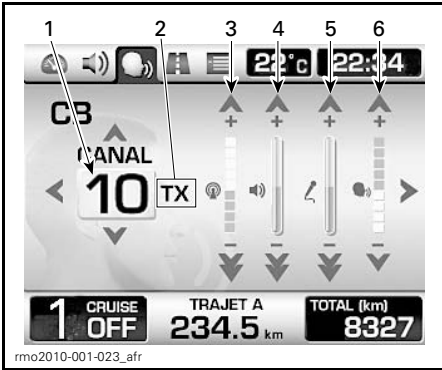 1 2 3 4 5 6
22°c 22:34
CB
CANAL
10 TX
+ + + +
- - - -
1 CRUISE OFF TRAJET A 234.5 km TOTAL (km) 8327
rmo2010-001-023_afr